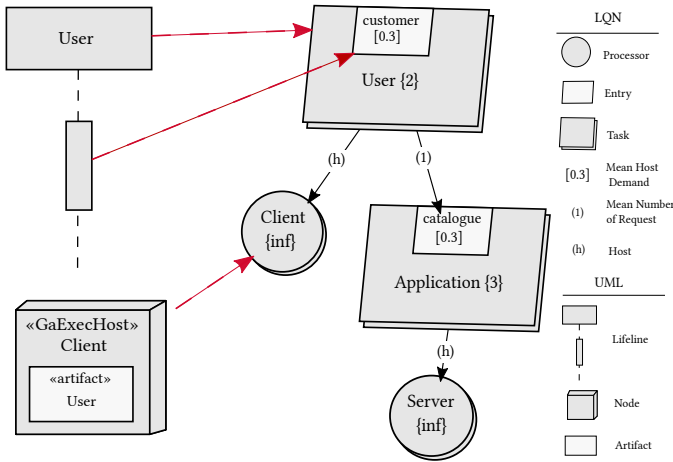 User
customer
[0.3]
User {2}
(h)
(1)
Client
{inf}
catalogue
[0.3]
Application {3}
(h)
Server
{inf}
«GaExecHost»
Client
«artifact»
User
LQN
Processor
Entry
Task
[0.3]
Mean Host
Demand
(1)
Mean Number
of Request
(h)
Host
UML
Lifeline
Node
Artifact